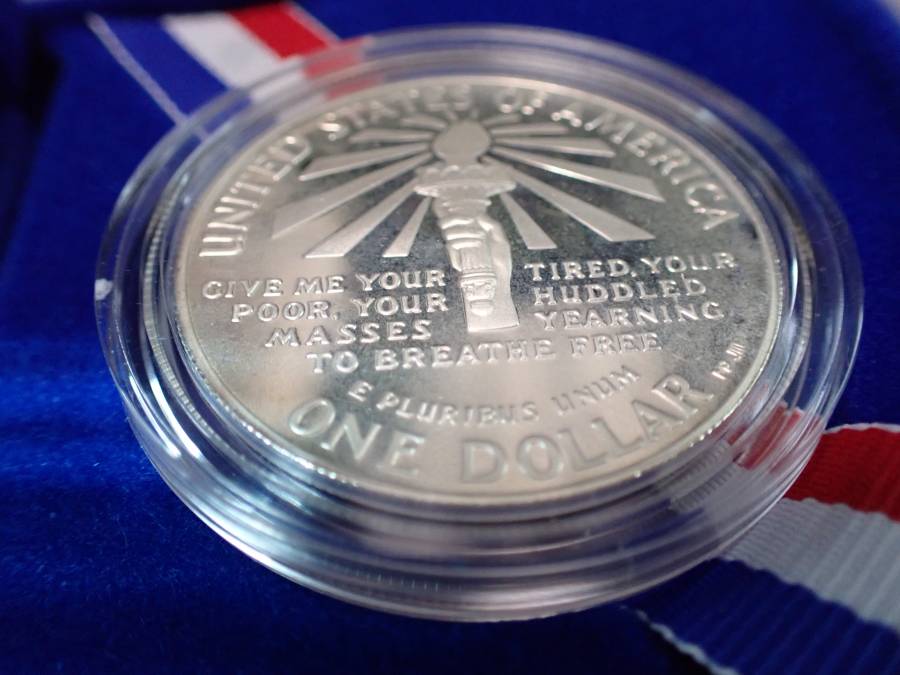 UNITED STATES OF AMERICA
GIVE ME YOUR TIRED, YOUR
POOR, YOUR HUDDLED
MASSES YEARNING
TO BREATHE FREE
E PLURIBUS UNUM
ONE DOLLAR